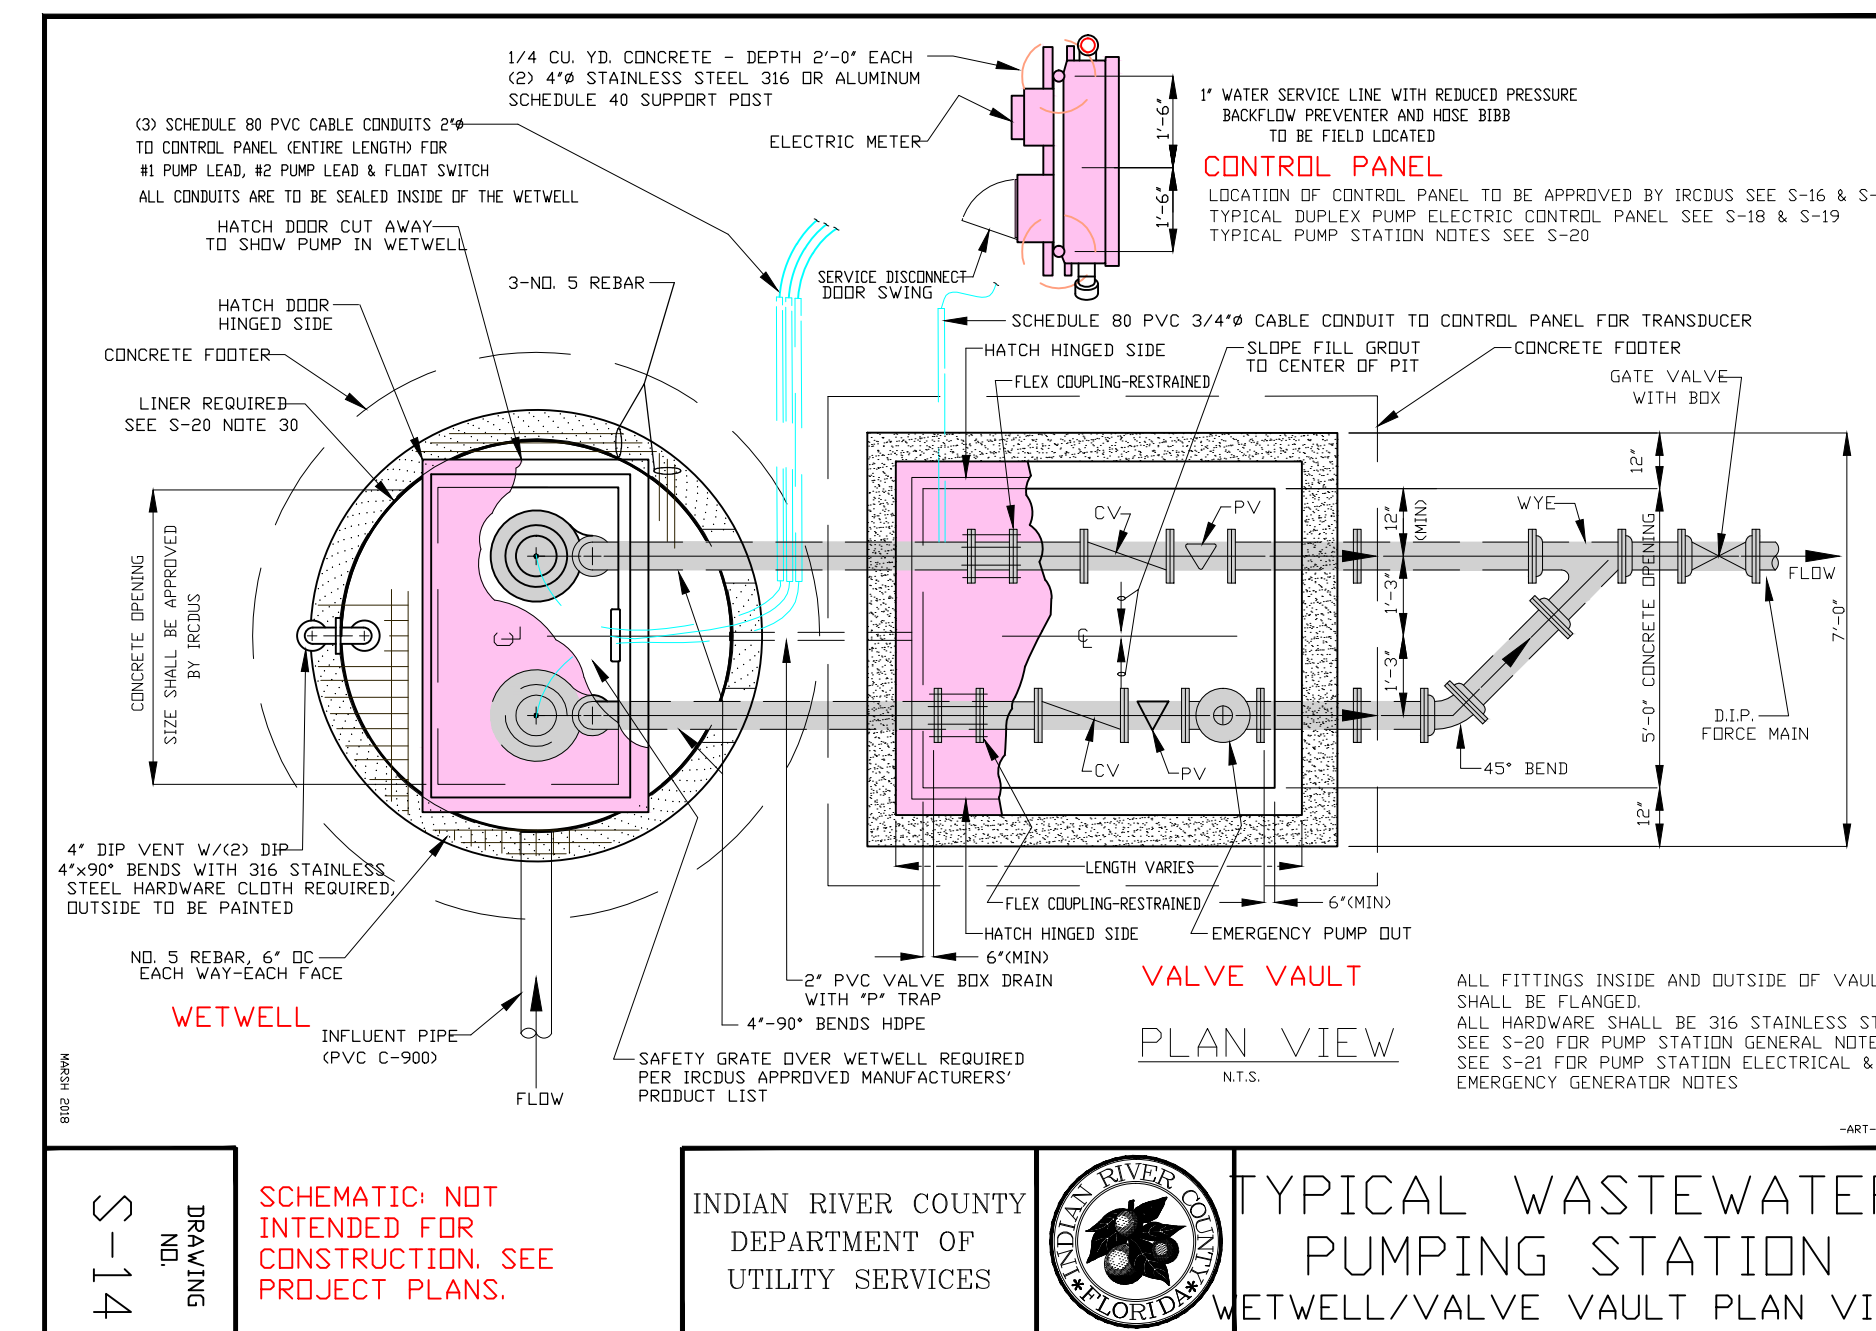 1/4 CU. YD. CONCRETE - DEPTH 2'-0" EACH
(2) 4"Ø STAINLESS STEEL 316 OR ALUMINUM
SCHEDULE 40 SUPPORT POST
(3) SCHEDULE 80 PVC CABLE CONDUITS 2"Ø
TO CONTROL PANEL (ENTIRE LENGTH) FOR
#1 PUMP LEAD, #2 PUMP LEAD & FLOAT SWITCH
ALL CONDUITS ARE TO BE SEALED INSIDE OF THE WETWELL
ELECTRIC METER
1'-6"
1'-6"
1" WATER SERVICE LINE WITH REDUCED PRESSURE
BACKFLOW PREVENTER AND HOSE BIBB
TO BE FIELD LOCATED
CONTROL PANEL
LOCATION OF CONTROL PANEL TO BE APPROVED BY IRCDUS SEE S-16 & S-
TYPICAL DUPLEX PUMP ELECTRIC CONTROL PANEL SEE S-18 & S-19
TYPICAL PUMP STATION NOTES SEE S-20
HATCH DOOR CUT AWAY
TO SHOW PUMP IN WETWELL
SERVICE DISCONNECT
DOOR SWING
3-NO. 5 REBAR
HATCH DOOR
HINGED SIDE
CONCRETE FOOTER
LINER REQUIRED
SEE S-20 NOTE 30
SCHEDULE 80 PVC 3/4"Ø CABLE CONDUIT TO CONTROL PANEL FOR TRANSDUCER
HATCH HINGED SIDE
SLOPE FILL GROUT
TO CENTER OF PIT
CONCRETE FOOTER
FLEX COUPLING-RESTRAINED
GATE VALVE
WITH BOX
CONCRETE OPENING
SIZE SHALL BE APPROVED
BY IRCDUS
CV
PV
12"
(MIN)
WYE
12"
FLOW
1'-3"
1'-3"
5'-0" CONCRETE OPENING
7'-0"
12"
CL
CL
CV
PV
45° BEND
D.I.P.
FORCE MAIN
4" DIP VENT W/(2) DIP
4"x90° BENDS WITH 316 STAINLESS
STEEL HARDWARE CLOTH REQUIRED,
OUTSIDE TO BE PAINTED
LENGTH VARIES
FLEX COUPLING-RESTRAINED
6"(MIN)
HATCH HINGED SIDE
EMERGENCY PUMP OUT
6"(MIN)
NO. 5 REBAR, 6" OC
EACH WAY-EACH FACE
2" PVC VALVE BOX DRAIN
WITH "P" TRAP
4"-90° BENDS HDPE
WETWELL
INFLUENT PIPE
(PVC C-900)
SAFETY GRATE OVER WETWELL REQUIRED
PER IRCDUS APPROVED MANUFACTURERS'
PRODUCT LIST
FLOW
VALVE VAULT
PLAN VIEW
N.T.S.
ALL FITTINGS INSIDE AND OUTSIDE OF VAUL
SHALL BE FLANGED.
ALL HARDWARE SHALL BE 316 STAINLESS ST
SEE S-20 FOR PUMP STATION GENERAL NOTE
SEE S-21 FOR PUMP STATION ELECTRICAL &
EMERGENCY GENERATOR NOTES
MARSH 2018
-ART-
DRAWING
NO.
S-14
SCHEMATIC: NOT
INTENDED FOR
CONSTRUCTION. SEE
PROJECT PLANS.
INDIAN RIVER COUNTY
DEPARTMENT OF
UTILITY SERVICES
INDIAN RIVER COUNTY
*FLORIDA*
TYPICAL WASTEWATER
PUMPING STATION
WETWELL/VALVE VAULT PLAN VI